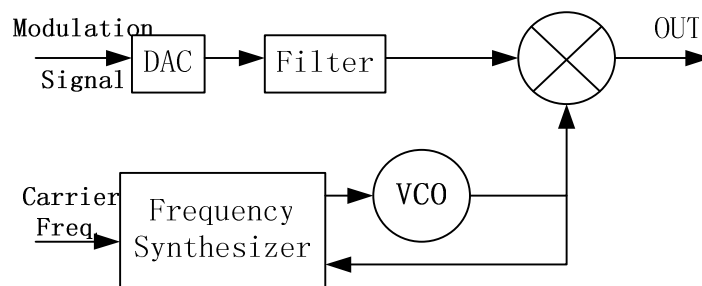 Modulation
Signal
DAC
Filter
OUT
Carrier
Freq.
Frequency
Synthesizer
VCO